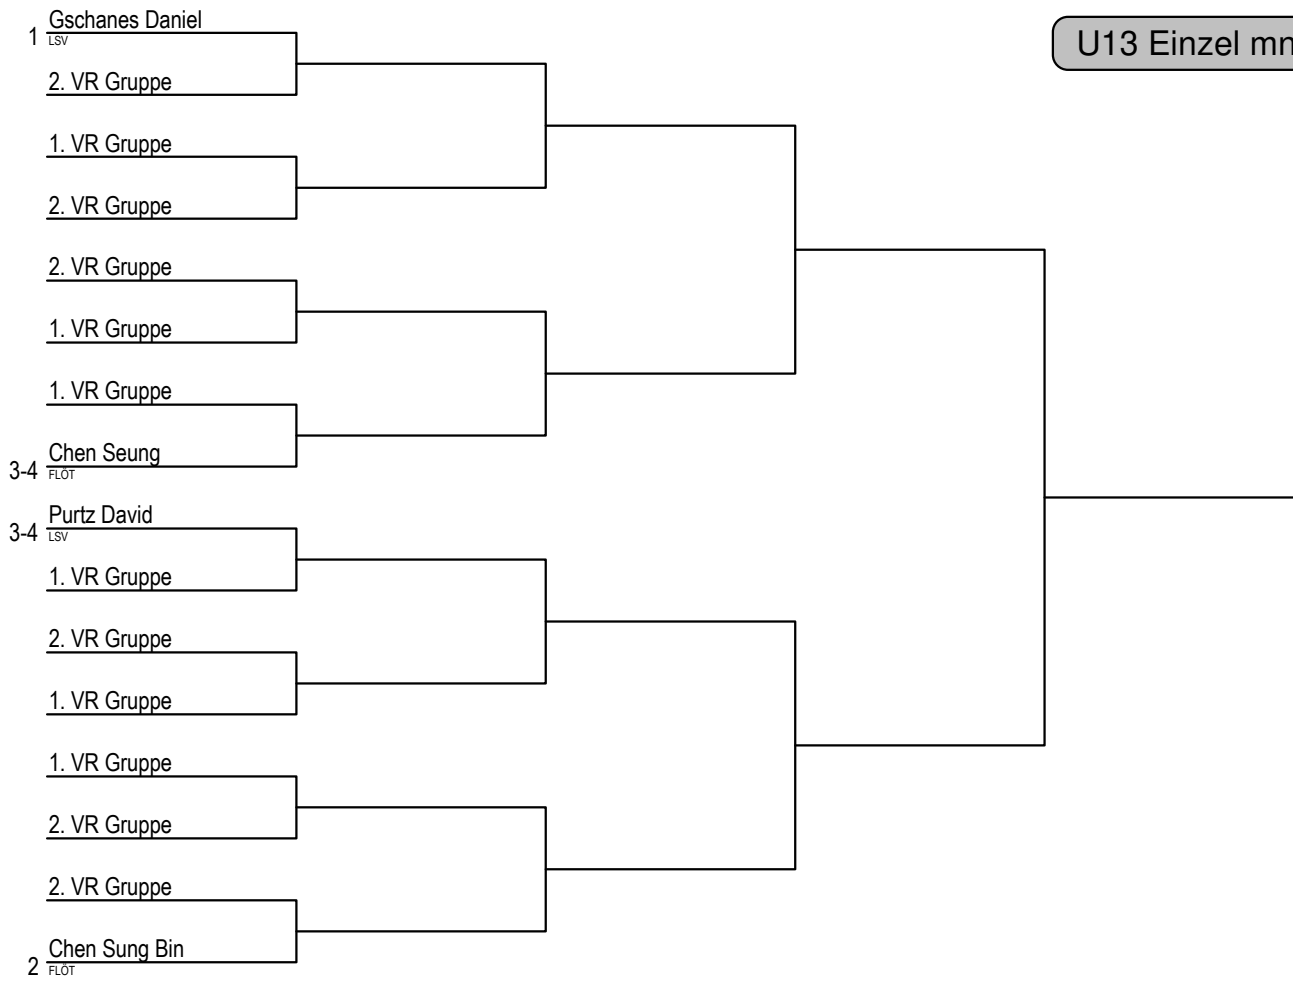 Gschanes Daniel
1 LSV
U13 Einzel mn
2. VR Gruppe
1. VR Gruppe
2. VR Gruppe
2. VR Gruppe
1. VR Gruppe
1. VR Gruppe
Chen Seung
3-4 FLÖT
Purtz David
3-4 LSV
1. VR Gruppe
2. VR Gruppe
1. VR Gruppe
1. VR Gruppe
2. VR Gruppe
2. VR Gruppe
Chen Sung Bin
2 FLÖT